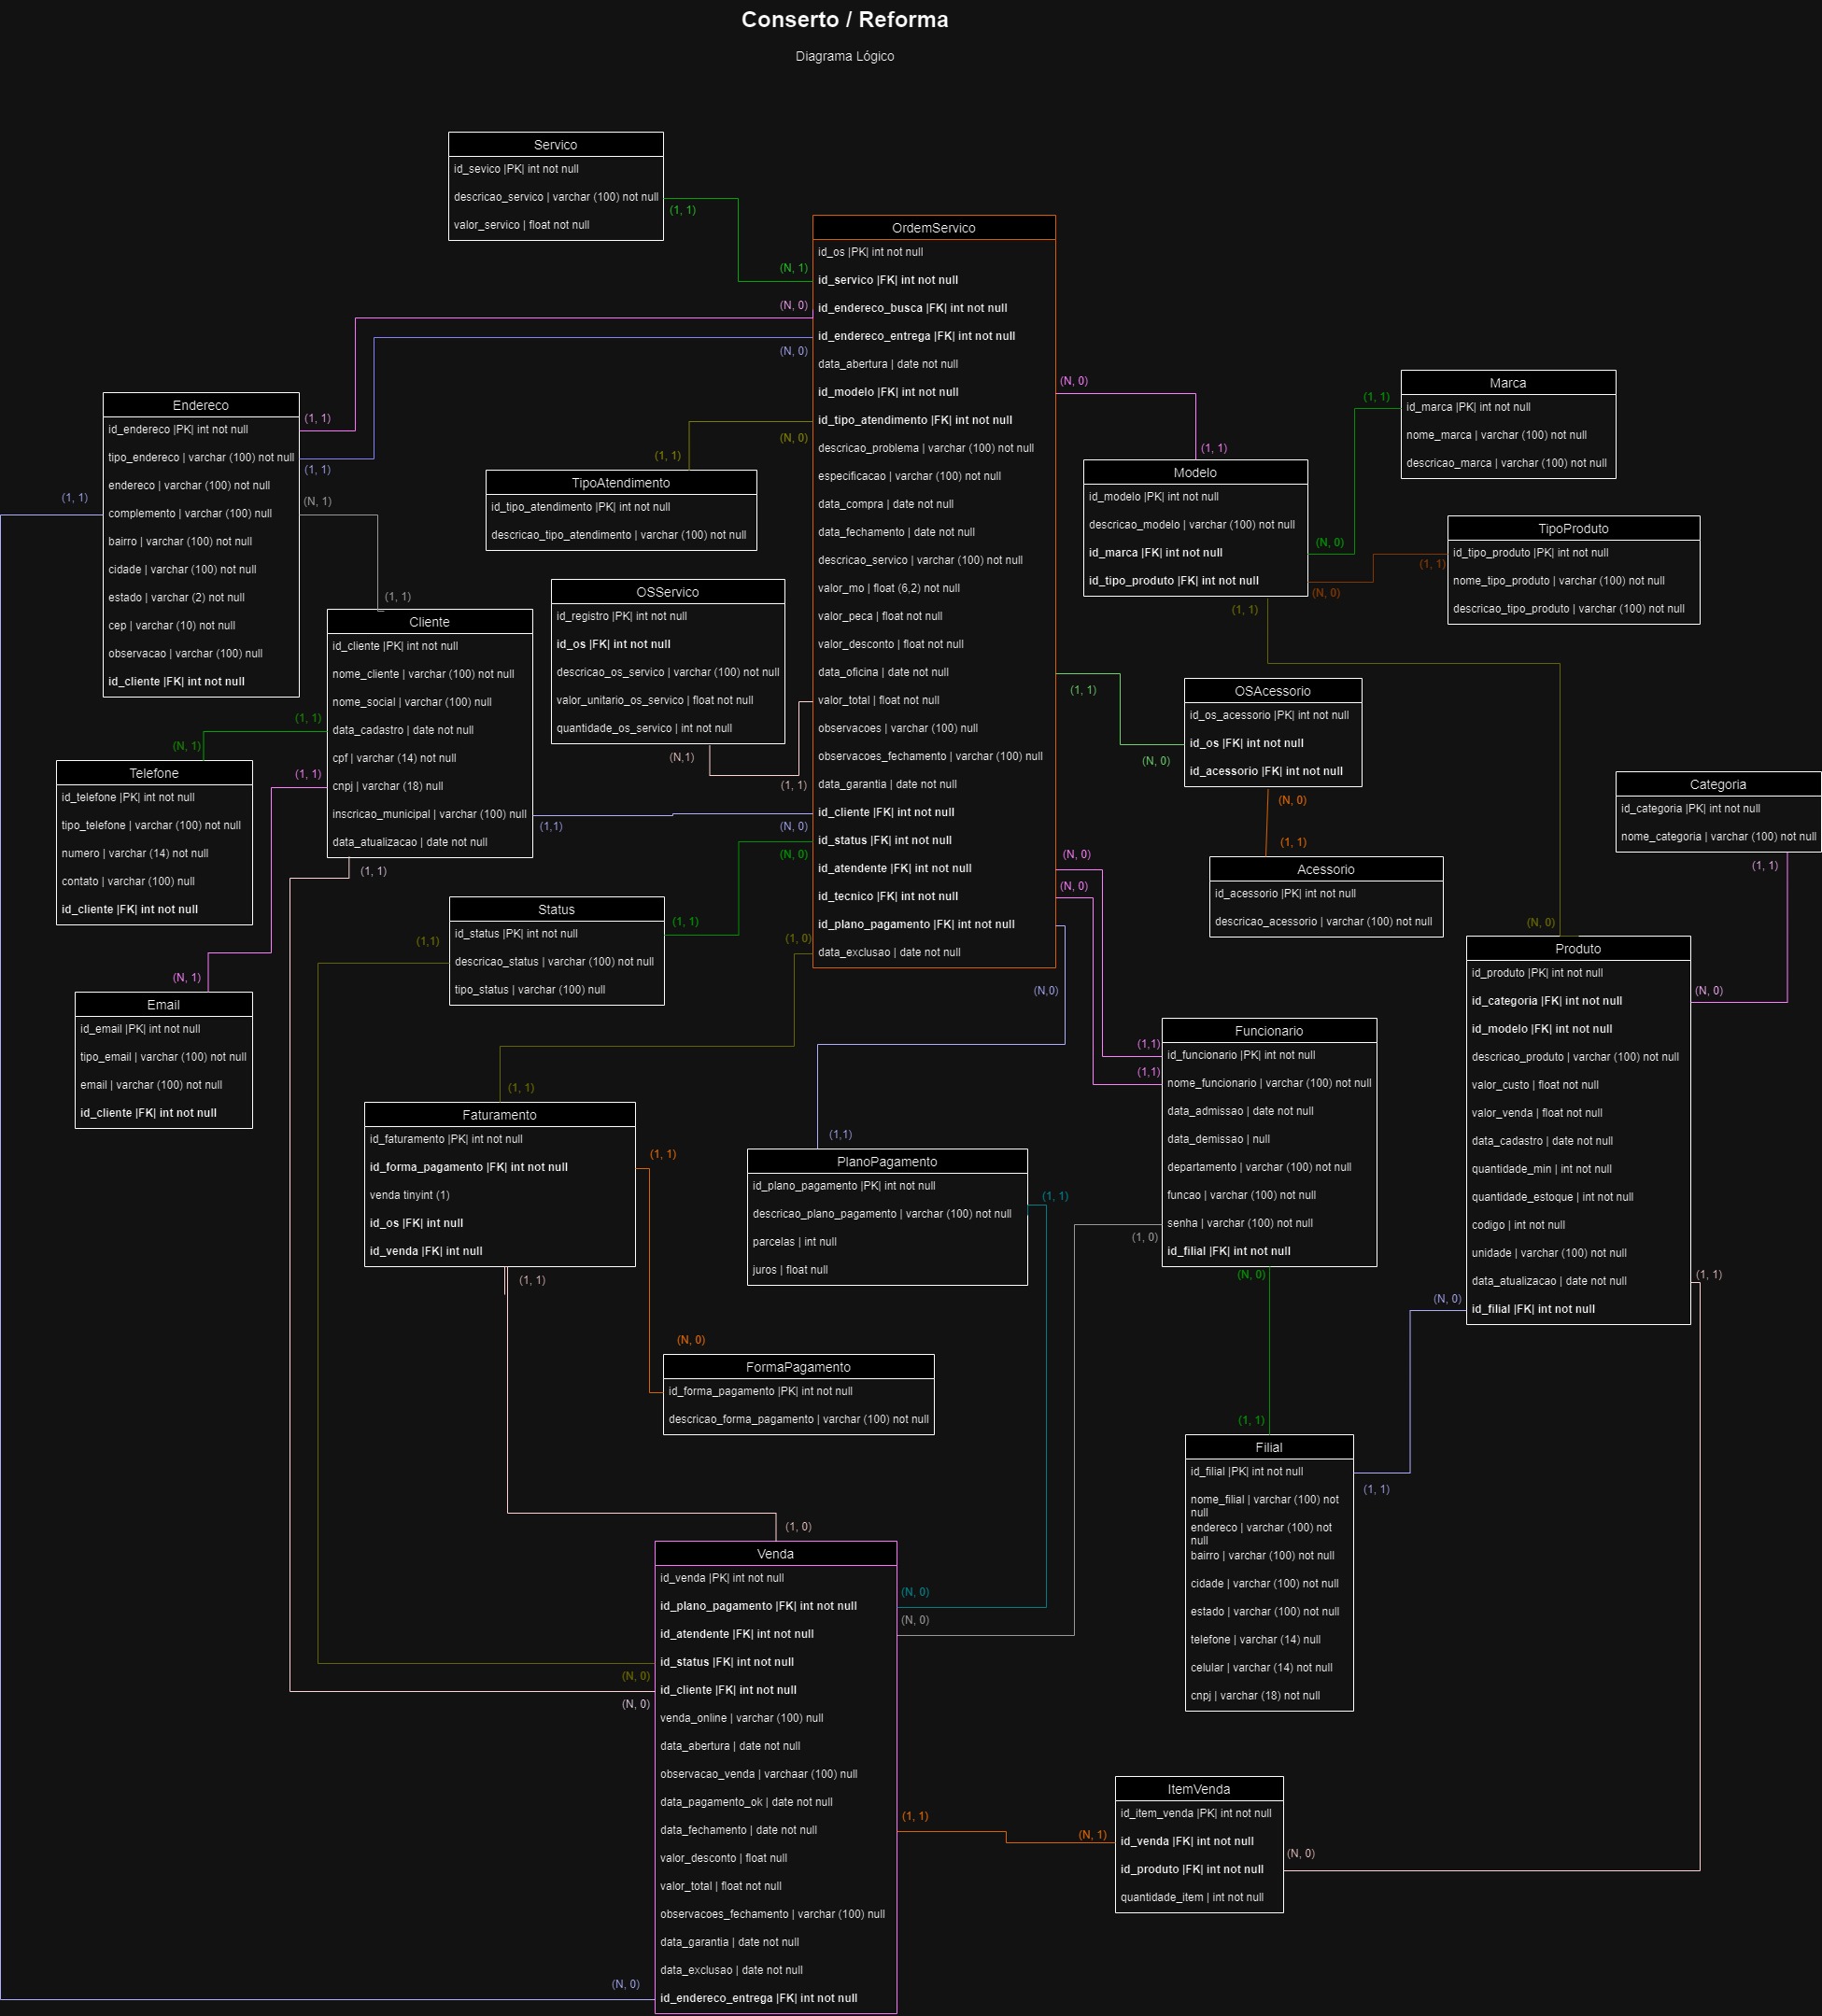 Conserto / Reforma
Diagrama Lógico
Servico
id_sevico |PK| int not null
descricao_servico | varchar (100) not null
valor_servico | float not null
(1, 1)
OrdemServico
id_os |PK| int not null
id_servico |FK| int not null
id_endereco_busca |FK| int not null
id_endereco_entrega |FK| int not null
data_abertura | date not null
id_modelo |FK| int not null
id_tipo_atendimento |FK| int not null
descricao_problema | varchar (100) not null
especificacao | varchar (100) not null
data_compra | date not null
data_fechamento | date not null
descricao_servico | varchar (100) not null
valor_mo | float (6,2) not null
valor_peca | float not null
valor_desconto | float not null
data_oficina | date not null
valor_total | float not null
observacoes | varchar (100) null
observacoes_fechamento | varchar (100) null
data_garantia | date not null
id_cliente |FK| int not null
id_status |FK| int not null
id_atendente |FK| int not null
id_tecnico |FK| int not null
id_plano_pagamento |FK| int not null
data_exclusao | date not null
(N, 1)
(N, 0)
(N, 0)
(N, 0)
(1, 1)
(N, 0)
(N, 0)
(1, 0)
(N, 0)
(1, 1)
(N, 0)
(N, 0)
(N,0)
Endereco
id_endereco |PK| int not null
tipo_endereco | varchar (100) not null
endereco | varchar (100) not null
complemento | varchar (100) null
bairro | varchar (100) not null
cidade | varchar (100) not null
estado | varchar (2) not null
cep | varchar (10) not null
observacao | varchar (100) null
id_cliente |FK| int not null
(1, 1)
(1, 1)
(1, 1)
(N, 1)
TipoAtendimento
id_tipo_atendimento |PK| int not null
descricao_tipo_atendimento | varchar (100) not null
(1, 1)
Marca
id_marca |PK| int not null
nome_marca | varchar (100) not null
descricao_marca | varchar (100) not null
(1, 1)
Modelo
id_modelo |PK| int not null
descricao_modelo | varchar (100) not null
id_marca |FK| int not null
id_tipo_produto |FK| int not null
(1, 1)
(N, 0)
(N, 0)
(1, 1)
TipoProduto
id_tipo_produto |PK| int not null
nome_tipo_produto | varchar (100) not null
descricao_tipo_produto | varchar (100) not null
(1, 1)
OSServico
id_registro |PK| int not null
id_os |FK| int not null
descricao_os_servico | varchar (100) not null
valor_unitario_os_servico | float not null
quantidade_os_servico | int not null
(N,1)
Cliente
id_cliente |PK| int not null
nome_cliente | varchar (100) not null
nome_social | varchar (100) not null
data_cadastro | date not null
cpf | varchar (14) not null
cnpj | varchar (18) null
inscricao_municipal | varchar (100) null
data_atualizacao | date not null
(1, 1)
(1, 1)
(1, 1)
(1,1)
(1, 1)
OSAcessorio
id_os_acessorio |PK| int not null
id_os |FK| int not null
id_acessorio |FK| int not null
(N, 0)
(N, 0)
Telefone
id_telefone |PK| int not null
tipo_telefone | varchar (100) not null
numero | varchar (14) not null
contato | varchar (100) null
id_cliente |FK| int not null
(N, 1)
Categoria
id_categoria |PK| int not null
nome_categoria | varchar (100) not null
(1, 1)
Acessorio
id_acessorio |PK| int not null
descricao_acessorio | varchar (100) not null
(1, 1)
Status
id_status |PK| int not null
descricao_status | varchar (100) not null
tipo_status | varchar (100) not null
(1, 1)
(1,1)
Email
id_email |PK| int not null
tipo_email | varchar (100) not null
email | varchar (100) not null
id_cliente |FK| int not null
(N, 1)
Produto
id_produto |PK| int not null
id_categoria |FK| int not null
id_modelo |FK| int not null
descricao_produto | varchar (100) not null
valor_custo | float not null
valor_venda | float not null
data_cadastro | date not null
quantidade_min | int not null
quantidade_estoque | int not null
codigo | int not null
unidade | varchar (100) not null
data_atualizacao | date not null
id_filial |FK| int not null
(N, 0)
(N, 0)
(1, 1)
(N, 0)
Funcionario
id_funcionario |PK| int not null
nome_funcionario | varchar (100) not null
data_admissao | date not null
data_demissao | null
departamento | varchar (100) not null
funcao | varchar (100) not null
senha | varchar (100) not null
id_filial |FK| int not null
(1,1)
(1,1)
(1, 0)
(N, 0)
Faturamento
id_faturamento |PK| int not null
id_forma_pagamento |FK| int not null
venda tinyint (1)
id_os |FK| int null
id_venda |FK| int null
(1, 1)
(1, 1)
(1, 1)
PlanoPagamento
id_plano_pagamento |PK| int not null
descricao_plano_pagamento | varchar (100) not null
parcelas | int null
juros | float null
(1,1)
(1, 1)
FormaPagamento
id_forma_pagamento |PK| int not null
descricao_forma_pagamento | varchar (100) not null
(N, 0)
Filial
id_filial |PK| int not null
nome_filial | varchar (100) not
null
endereco | varchar (100) not
null
bairro | varchar (100) not null
cidade | varchar (100) not null
estado | varchar (100) not null
telefone | varchar (14) null
celular | varchar (14) not null
cnpj | varchar (18) not null
(1, 1)
(1, 1)
Venda
id_venda |PK| int not null
id_plano_pagamento |FK| int not null
id_atendente |FK| int not null
id_status |FK| int not null
id_cliente |FK| int not null
venda_online | varchar (100) null
data_abertura | date not null
observacao_venda | varchaar (100) null
data_pagamento_ok | date not null
data_fechamento | date not null
valor_desconto | float null
valor_total | float not null
observacoes_fechamento | varchar (100) null
data_garantia | date not null
data_exclusao | date not null
id_endereco_entrega |FK| int not null
(1, 0)
(N, 0)
(N, 0)
(N, 0)
(N, 0)
(1, 1)
(N, 0)
ItemVenda
id_item_venda |PK| int not null
id_venda |FK| int not null
id_produto |FK| int not null
quantidade_item | int not null
(N, 1)
(N, 0)